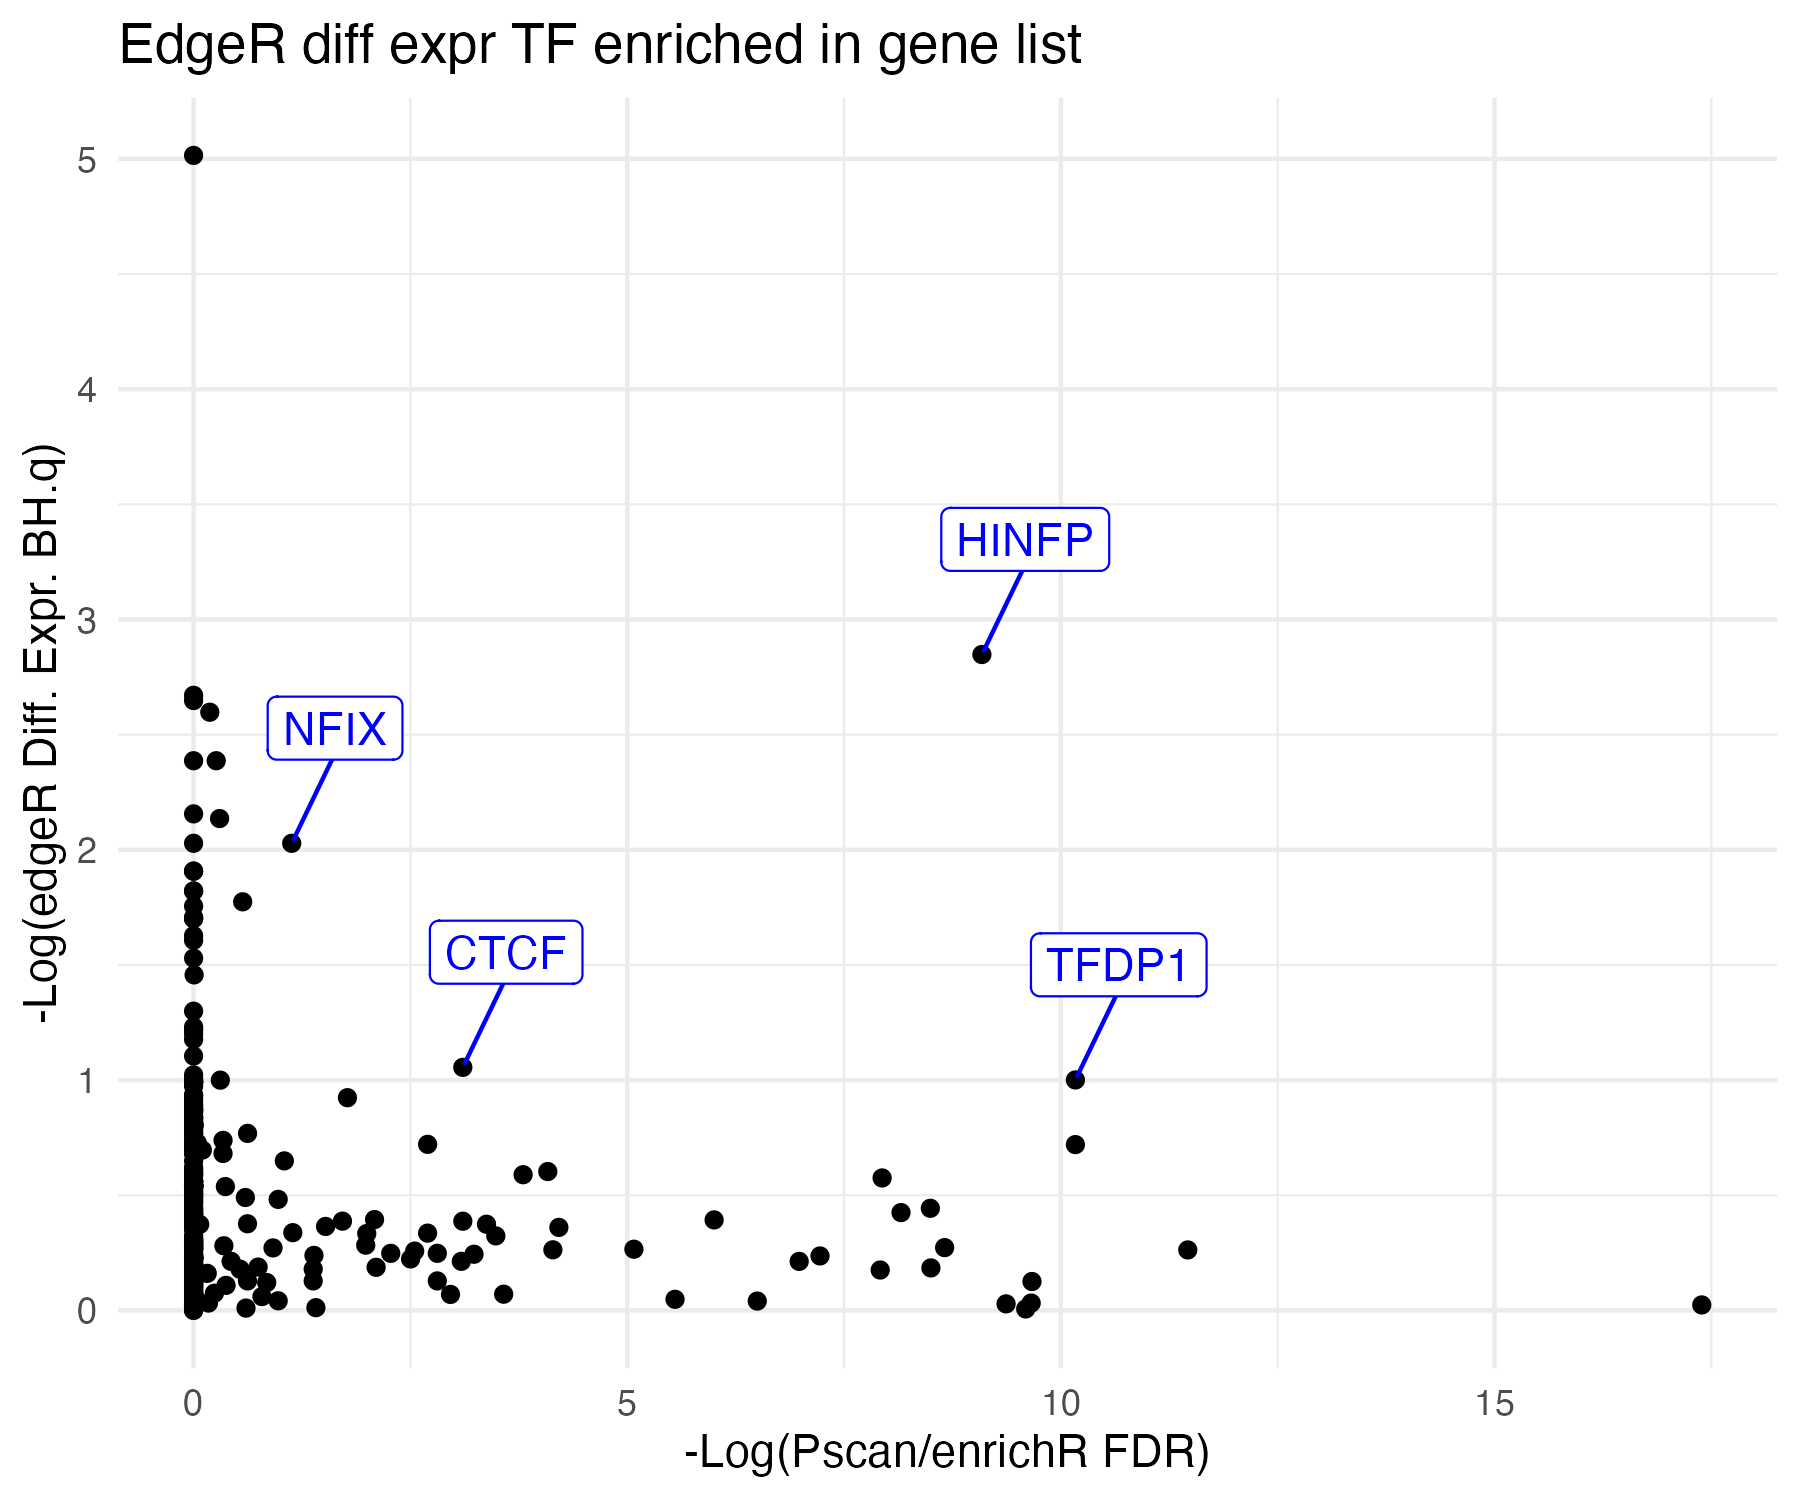 EdgeR diff expr TF enriched in gene list
-Log(edgeR Diff. Expr. BH.q)
5
4
3
2
1
0
HINFP
NFIX
CTCF
TFDP1
0
5
10
15
-Log(Pscan/enrichR FDR)